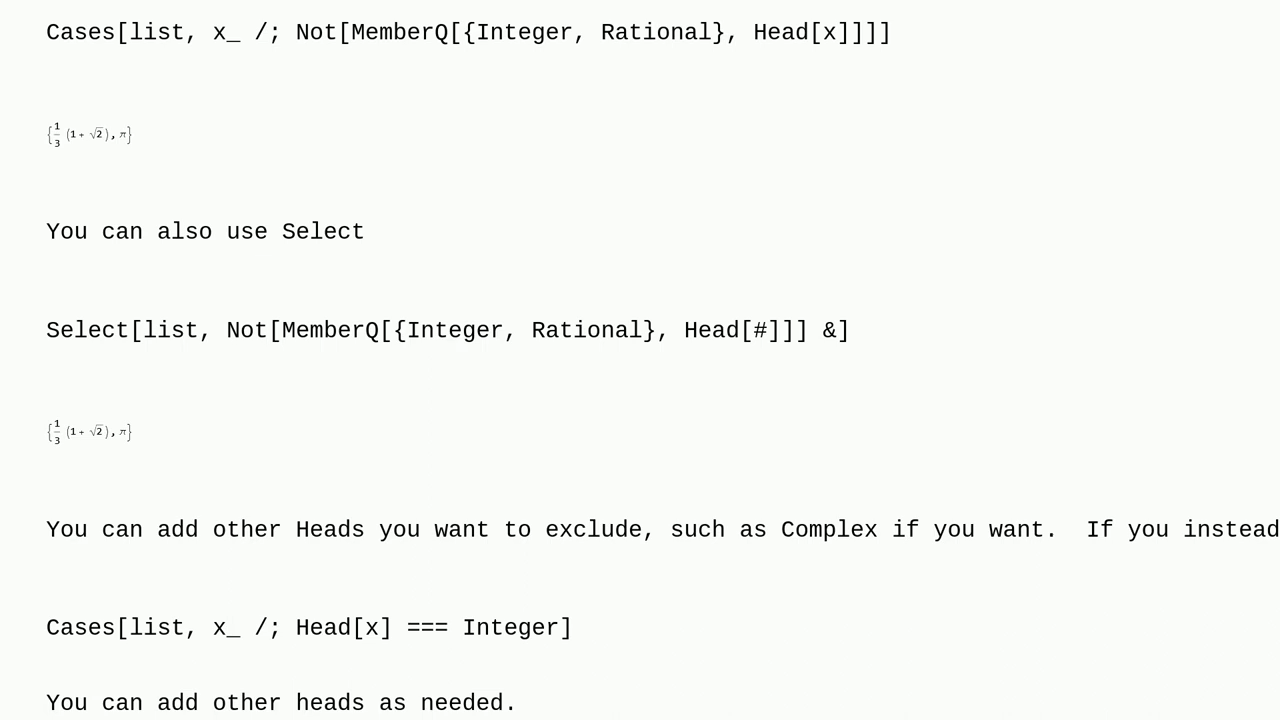 Cases[list, x_ /; Not[MemberQ[{Integer, Rational}, Head[x]]]]
{1/3 (1 + √2), π}
You can also use Select
Select[list, Not[MemberQ[{Integer, Rational}, Head[#]]] &]
{1/3 (1 + √2), π}
You can add other Heads you want to exclude, such as Complex if you want.  If you instead
Cases[list, x_ /; Head[x] === Integer]
You can add other heads as needed.